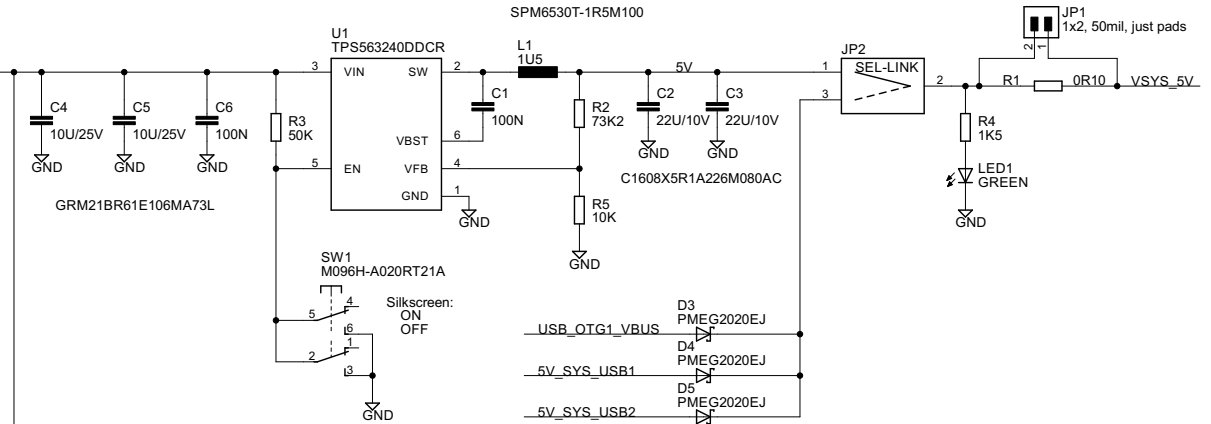 SPM6530T-1R5M100
JP1
1x2, 50mil, just pads
2 1
U1
TPS563240DDCR
L1
1U5
JP2
SEL-LINK
3 VIN SW 2
5V
1
2
3
R1 0R10 VSYS_5V
C4
10U/25V
C5
10U/25V
C6
100N
R3
50K
C1
100N
R2
73K2
C2
22U/10V
C3
22U/10V
R4
1K5
VBST 6
GND GND GND
GND GND
5 EN VFB 4
C1608X5R1A226M080AC
LED1
GREEN
GND 1
GND
GRM21BR61E106MA73L
R5
10K
GND
GND
SW1
M096H-A020RT21A
Silkscreen:
ON
OFF
4
5
6
1
2
3
GND
D3
PMEG2020EJ
USB_OTG1_VBUS
D4
PMEG2020EJ
5V_SYS_USB1
D5
PMEG2020EJ
5V_SYS_USB2